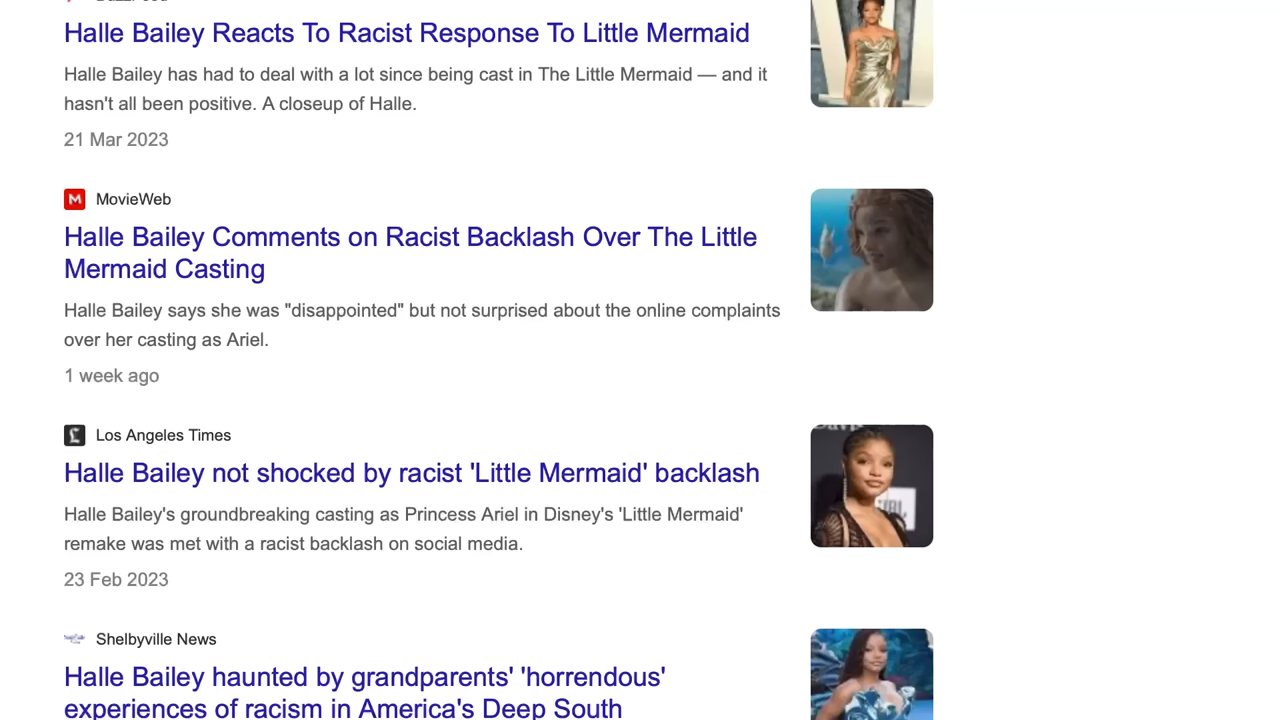 Halle Bailey Reacts To Racist Response To Little Mermaid
Halle Bailey has had to deal with a lot since being cast in The Little Mermaid — and it
hasn't all been positive. A closeup of Halle.
21 Mar 2023
M MovieWeb
Halle Bailey Comments on Racist Backlash Over The Little
Mermaid Casting
Halle Bailey says she was "disappointed" but not surprised about the online complaints
over her casting as Ariel.
1 week ago
Los Angeles Times
Halle Bailey not shocked by racist 'Little Mermaid' backlash
Halle Bailey's groundbreaking casting as Princess Ariel in Disney's 'Little Mermaid'
remake was met with a racist backlash on social media.
23 Feb 2023
Shelbyville News
Halle Bailey haunted by grandparents' 'horrendous'
experiences of racism in America's Deep South